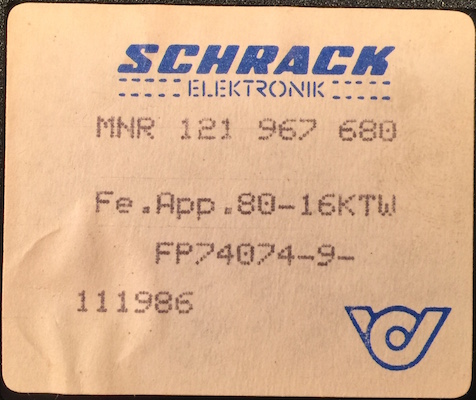 SCHRACK
ELEKTRONIK
MNR 121 967 680
Fe.App.80-16KTW
FP74074-9-
111986